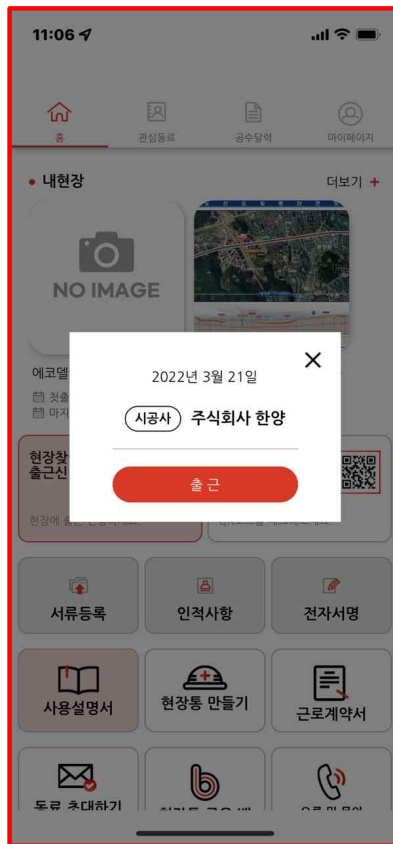 11:06
홈
관심동료
공수달력
마이페이지
내현장
더보기 +
NO IMAGE
에코델
2022년 3월 21일
시공사 주식회사 한양
출근
현장찾
출근신
서류등록
인적사항
전자서명
사용설명서
현장통 만들기
근로계약서
동료 초대하기